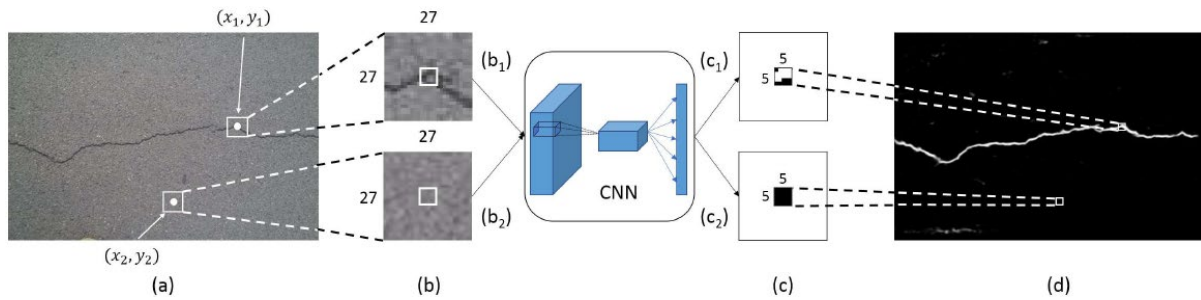 (x₁, y₁)
27
27
(b₁)
(c₁)
5
5
27
27
(b₂)
CNN
(c₂)
5
5
(x₂, y₂)
(a)
(b)
(c)
(d)